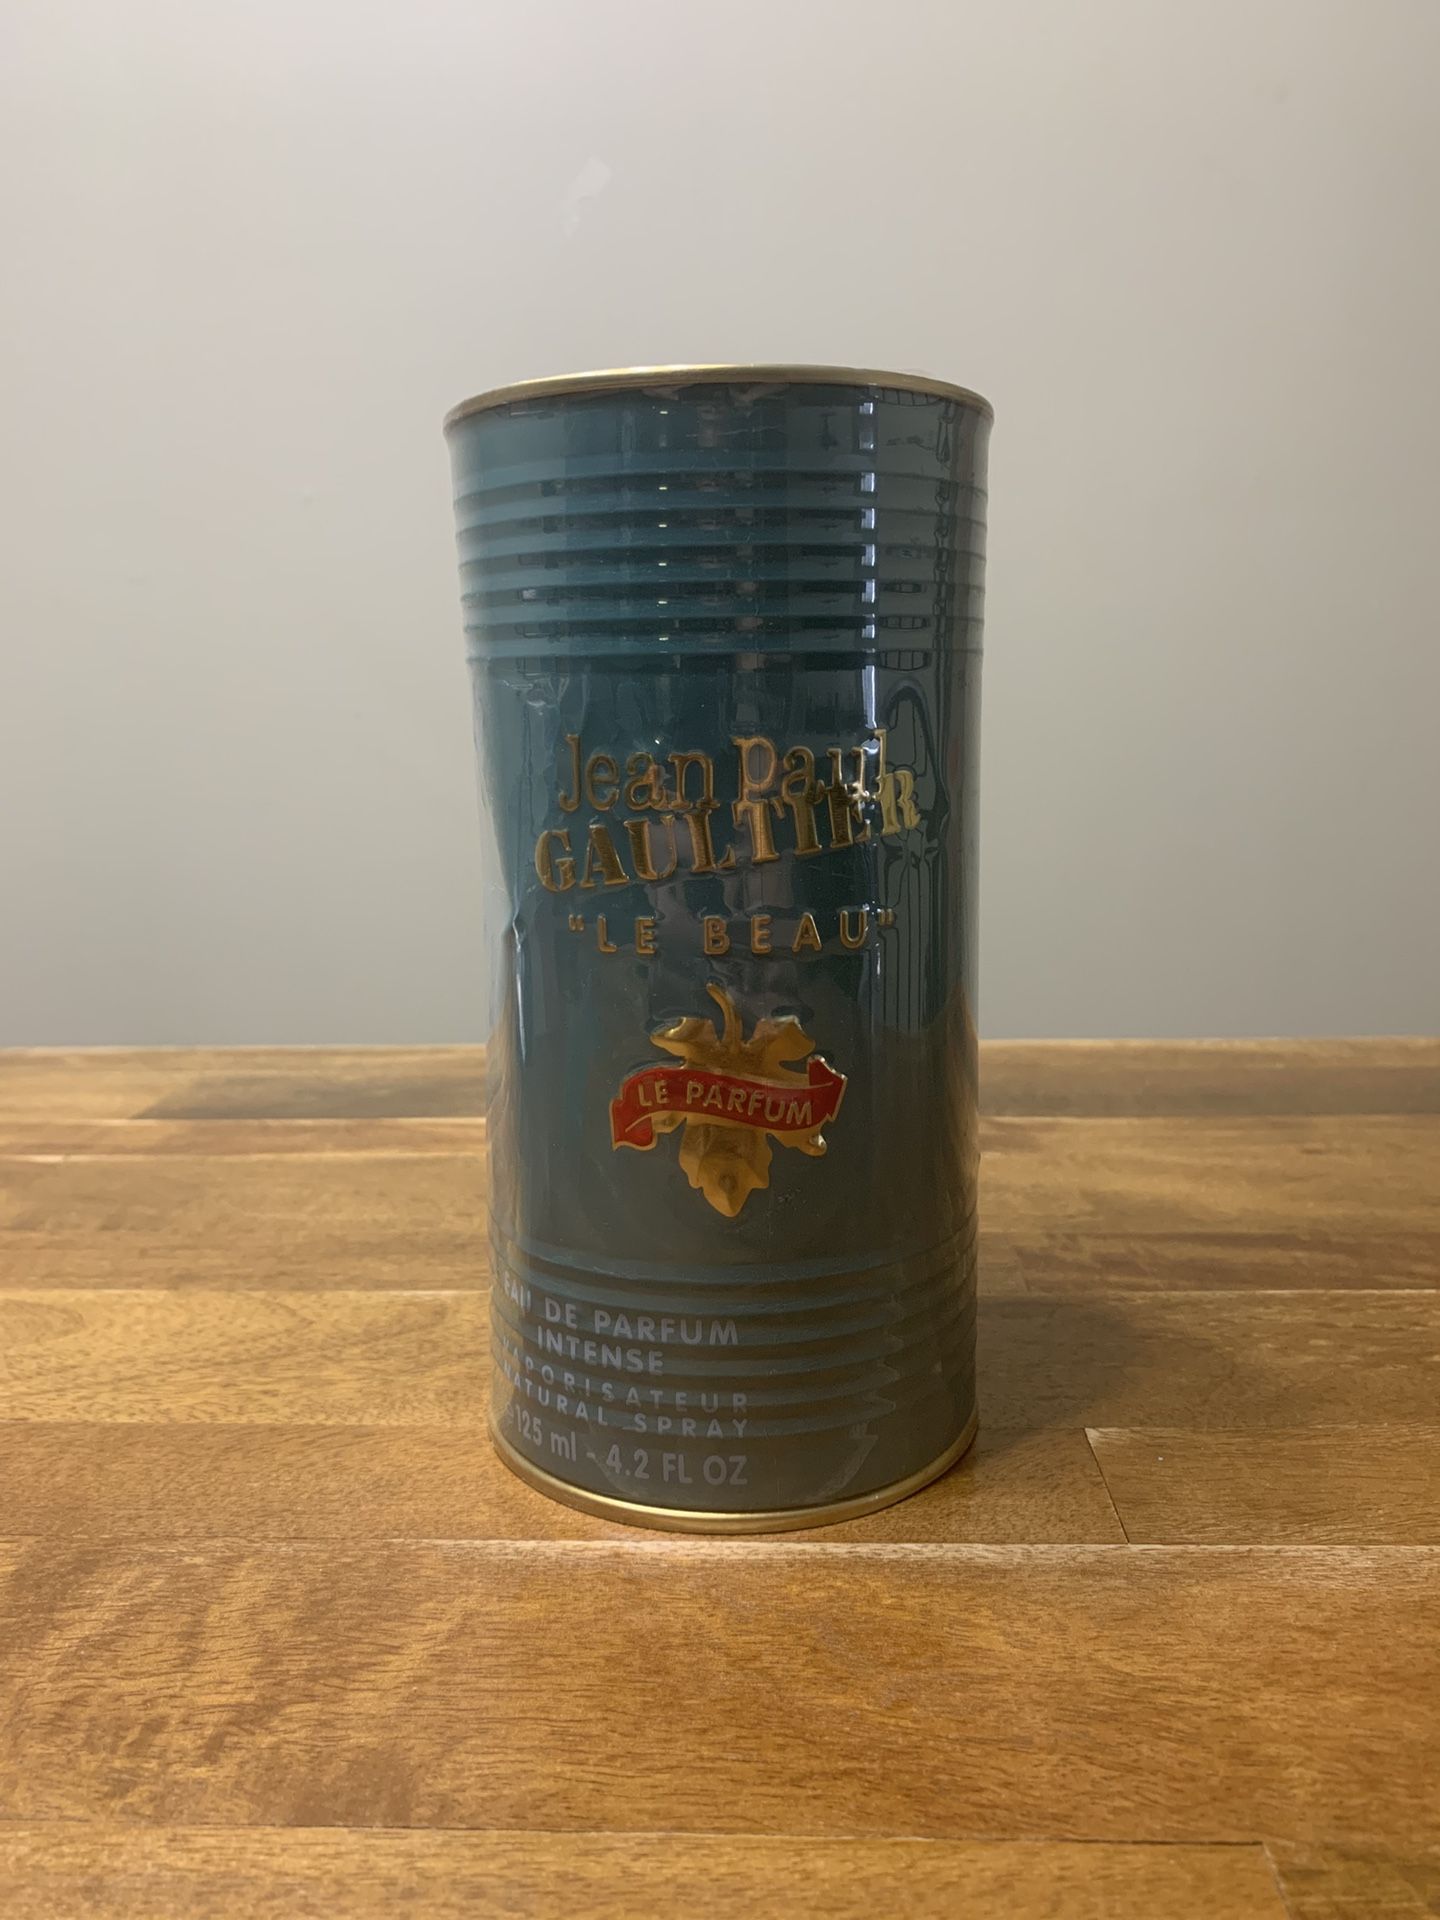 Jean Paul
GAULTIER
"LE BEAU"
LE PARFUM
EAU DE PARFUM
INTENSE
VAPORISATEUR
NATURAL SPRAY
125 ml - 4.2 FL OZ